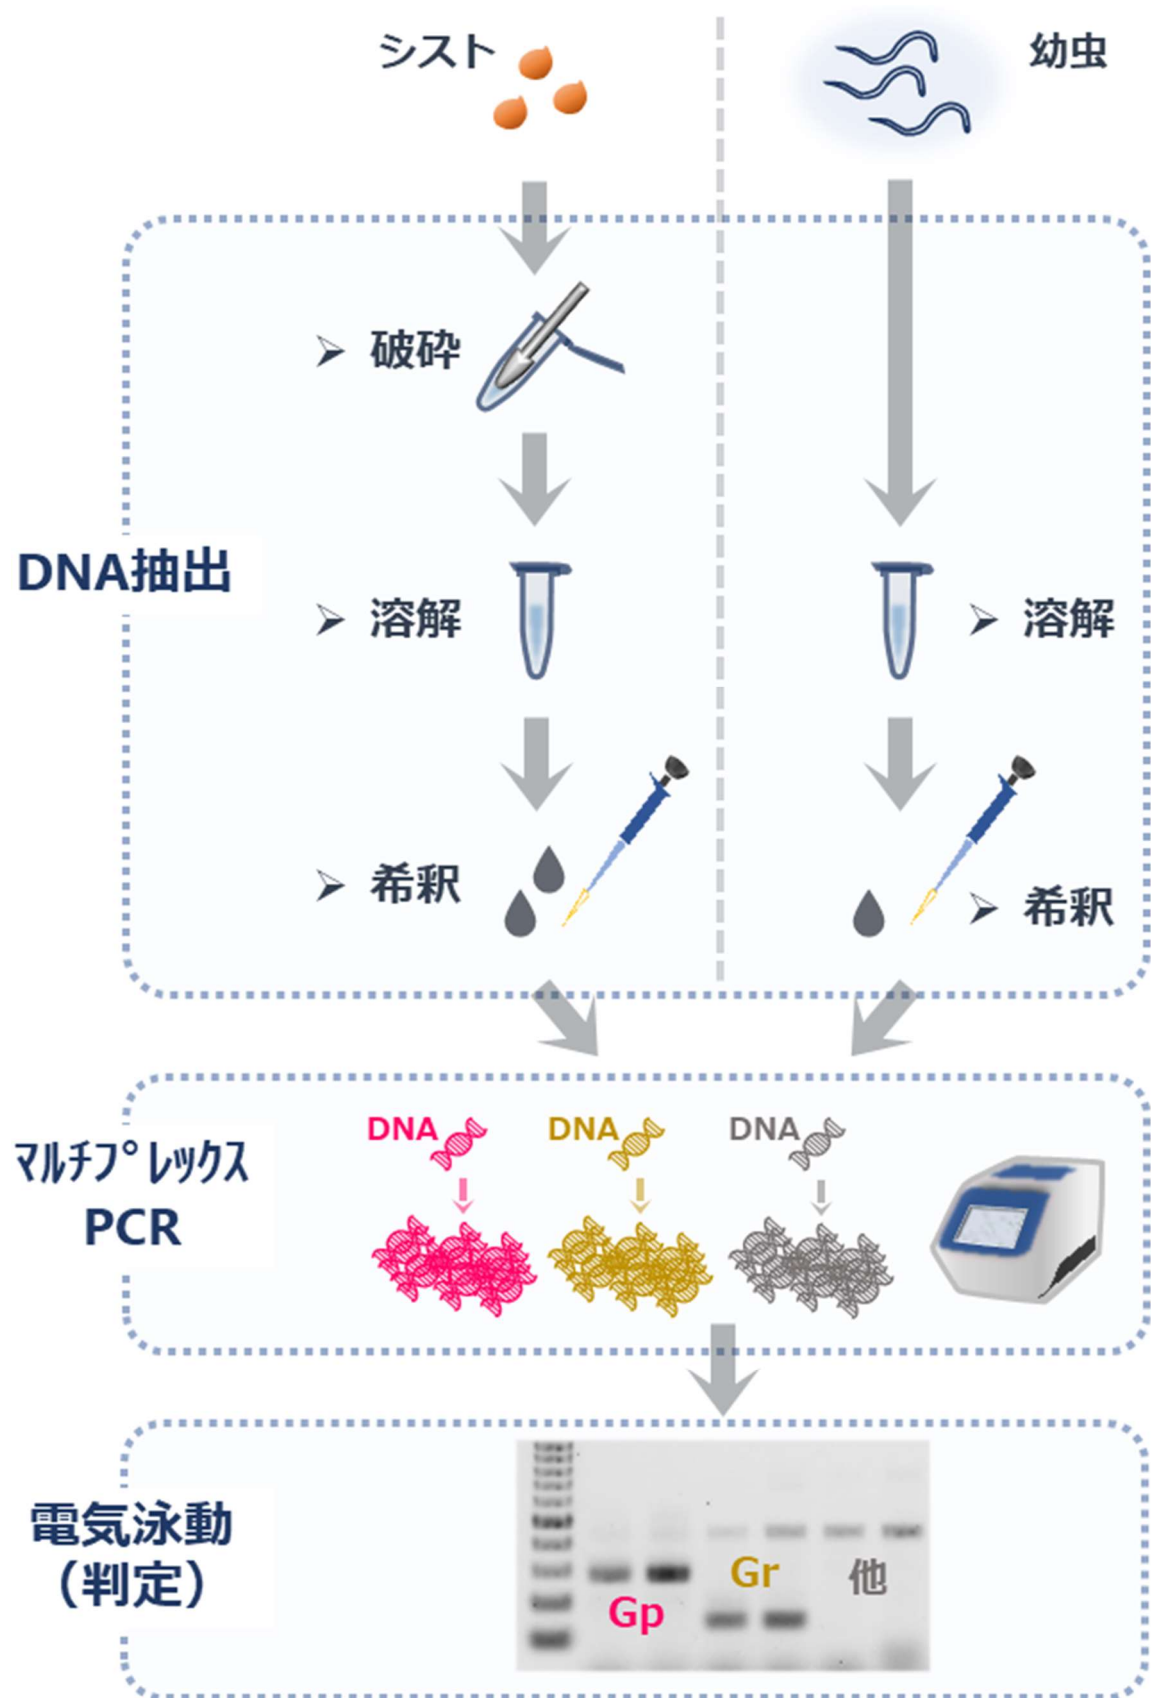 シスト
幼虫
➢ 破砕
DNA抽出
➢ 溶解
➢ 溶解
➢ 希釈
➢ 希釈
ﾏﾙﾁﾌﾟﾚｯｸｽ
PCR
DNA
DNA
DNA
電気泳動
（判定）
Gp
Gr
他